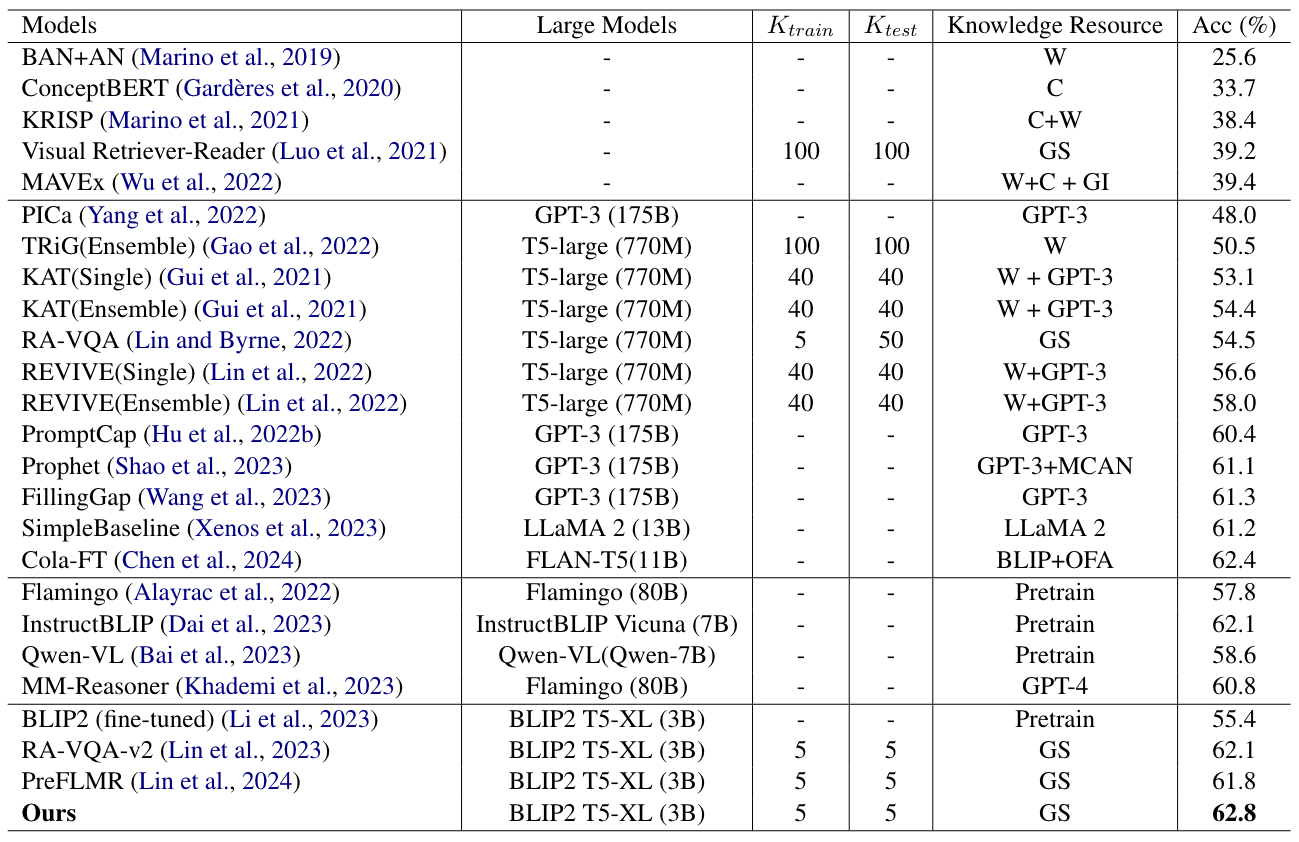 Models Large Models K_train K_test Knowledge Resource Acc (%)
BAN+AN (Marino et al., 2019) - - - W 25.6
ConceptBERT (Gardères et al., 2020) - - - C 33.7
KRISP (Marino et al., 2021) - - - C+W 38.4
Visual Retriever-Reader (Luo et al., 2021) - 100 100 GS 39.2
MAVEx (Wu et al., 2022) - - - W+C + GI 39.4
PICa (Yang et al., 2022) GPT-3 (175B) - - GPT-3 48.0
TRiG(Ensemble) (Gao et al., 2022) T5-large (770M) 100 100 W 50.5
KAT(Single) (Gui et al., 2021) T5-large (770M) 40 40 W + GPT-3 53.1
KAT(Ensemble) (Gui et al., 2021) T5-large (770M) 40 40 W + GPT-3 54.4
RA-VQA (Lin and Byrne, 2022) T5-large (770M) 5 50 GS 54.5
REVIVE(Single) (Lin et al., 2022) T5-large (770M) 40 40 W+GPT-3 56.6
REVIVE(Ensemble) (Lin et al., 2022) T5-large (770M) 40 40 W+GPT-3 58.0
PromptCap (Hu et al., 2022b) GPT-3 (175B) - - GPT-3 60.4
Prophet (Shao et al., 2023) GPT-3 (175B) - - GPT-3+MCAN 61.1
FillingGap (Wang et al., 2023) GPT-3 (175B) - - GPT-3 61.3
SimpleBaseline (Xenos et al., 2023) LLaMA 2 (13B) - - LLaMA 2 61.2
Cola-FT (Chen et al., 2024) FLAN-T5(11B) - - BLIP+OFA 62.4
Flamingo (Alayrac et al., 2022) Flamingo (80B) - - Pretrain 57.8
InstructBLIP (Dai et al., 2023) InstructBLIP Vicuna (7B) - - Pretrain 62.1
Qwen-VL (Bai et al., 2023) Qwen-VL(Qwen-7B) - - Pretrain 58.6
MM-Reasoner (Khademi et al., 2023) Flamingo (80B) - - GPT-4 60.8
BLIP2 (fine-tuned) (Li et al., 2023) BLIP2 T5-XL (3B) - - Pretrain 55.4
RA-VQA-v2 (Lin et al., 2023) BLIP2 T5-XL (3B) 5 5 GS 62.1
PreFLMR (Lin et al., 2024) BLIP2 T5-XL (3B) 5 5 GS 61.8
Ours BLIP2 T5-XL (3B) 5 5 GS 62.8